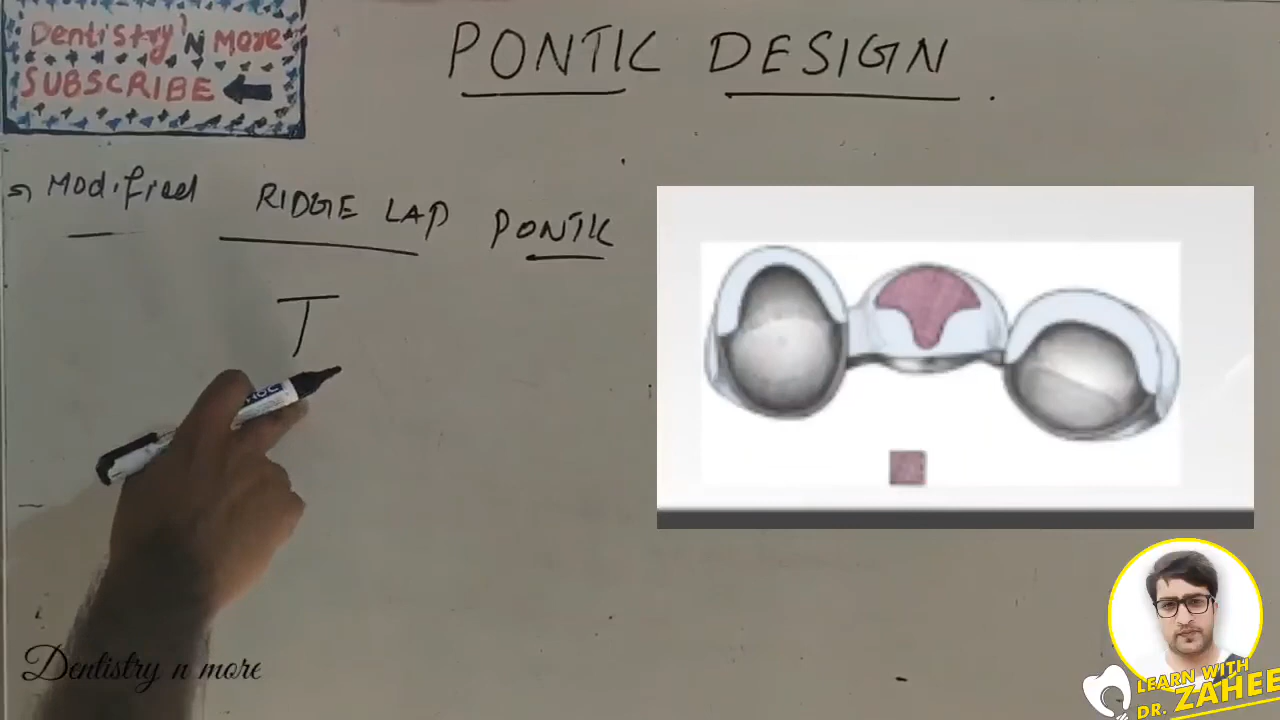 Dentistry'N More
SUBSCRIBE
PONTIC DESIGN.
Modified RIDGE LAP PONTIC
T
Dentistry n more
LEARN WITH
DR. ZAHEE